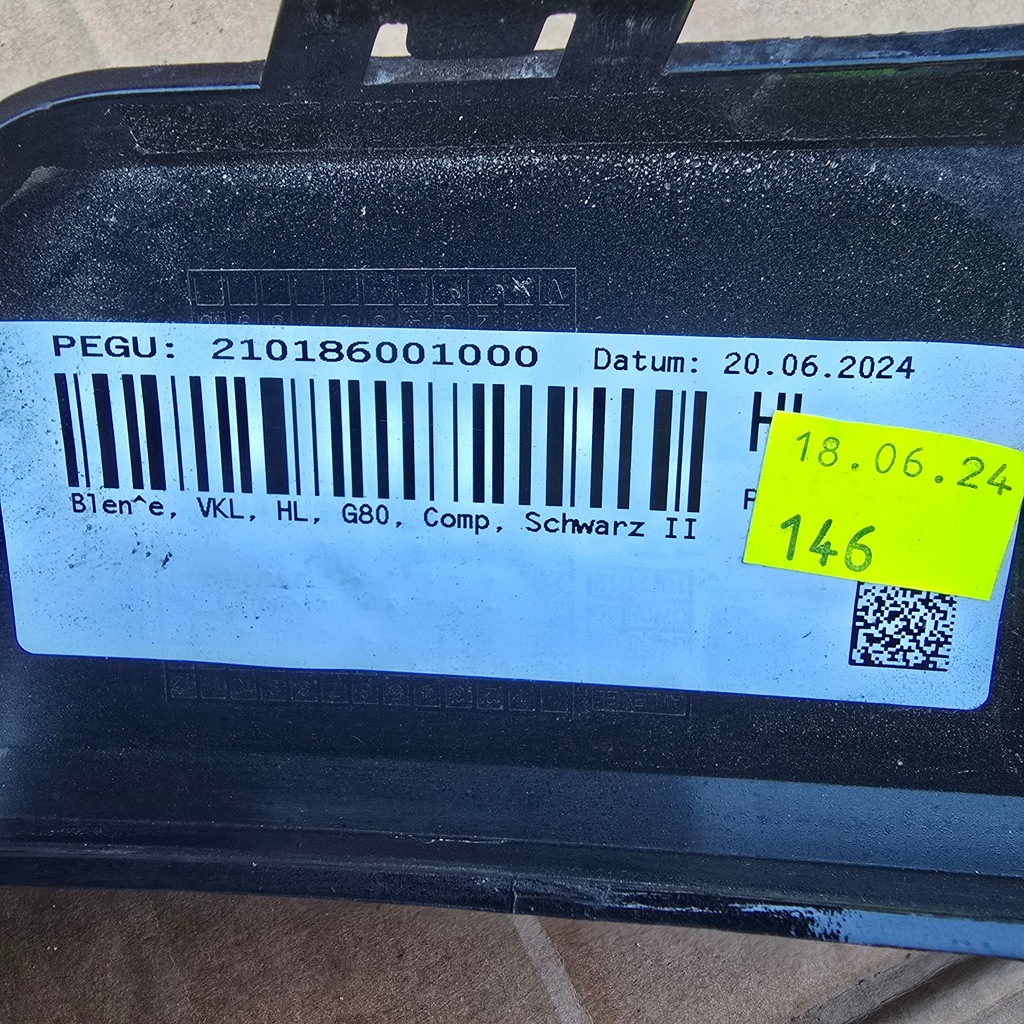 PEGU: 210186001000 Datum: 20.06.2024
18.06.24
146
Blen^e, VKL, HL, G80, Comp, Schwarz II